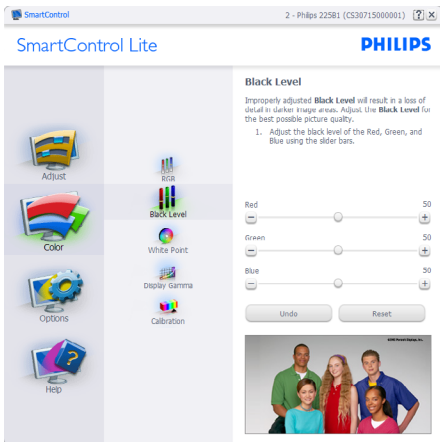 SmartControl
2 - Philips 225B1 (CS30715000001)
SmartControl Lite
PHILIPS
Black Level
Improperly adjusted Black Level will result in a loss of
detail in darker image areas. Adjust the Black Level for
the best possible picture quality.
1. Adjust the black level of the Red, Green, and
Blue using the slider bars.
Adjust
RGB
Black Level
Color
White Point
Display Gamma
Options
Calibration
Help
Red 50
Green 50
Blue 50
Undo Reset